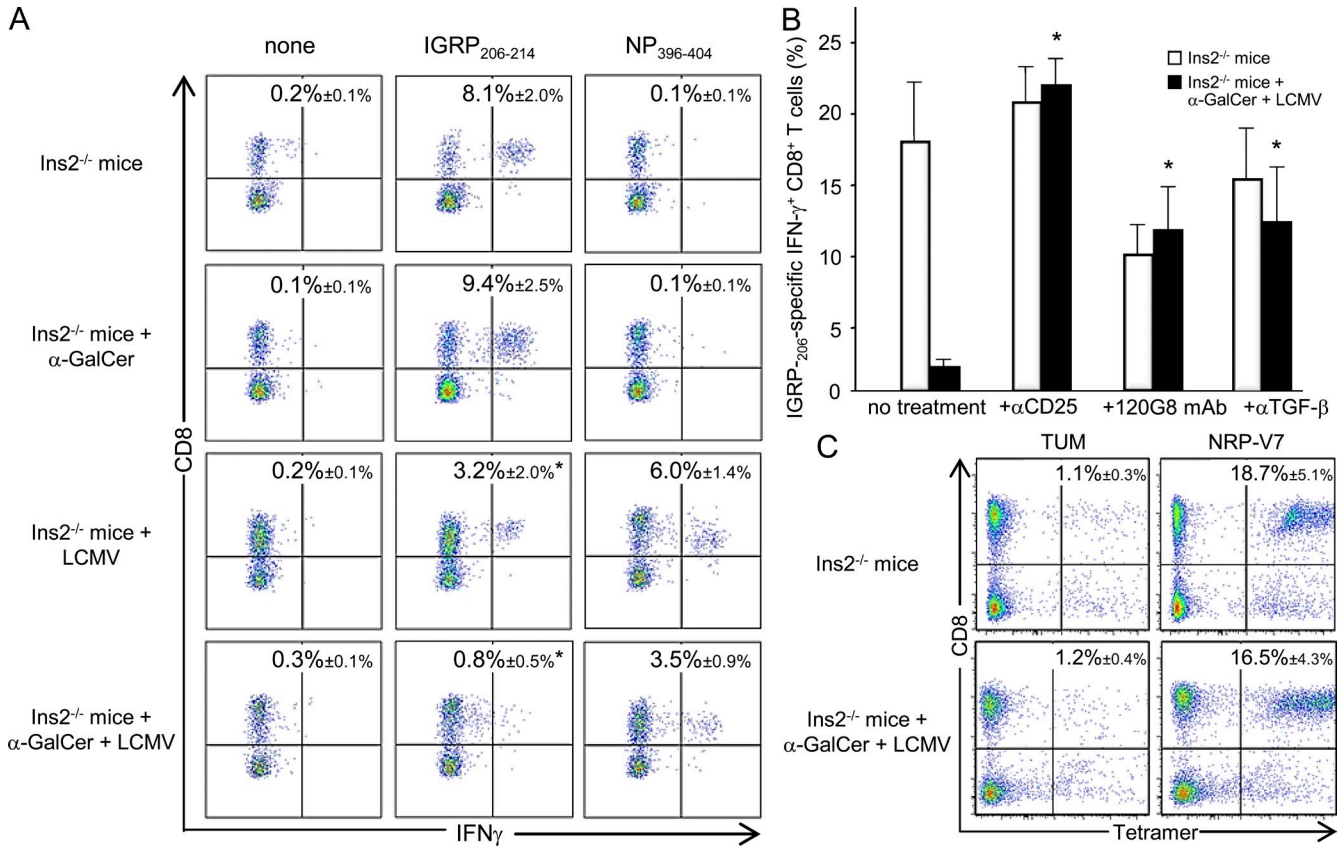 A
none IGRP206-214 NP396-404
Ins2-/- mice
0.2%±0.1% 8.1%±2.0% 0.1%±0.1%
Ins2-/- mice +
α-GalCer
0.1%±0.1% 9.4%±2.5% 0.1%±0.1%
Ins2-/- mice +
LCMV
0.2%±0.1% 3.2%±2.0%* 6.0%±1.4%
Ins2-/- mice +
α-GalCer + LCMV
0.3%±0.1% 0.8%±0.5%* 3.5%±0.9%
CD8
IFNγ
B
IGRP-206-specific IFN-γ+ CD8+ T cells (%)
25
20
15
10
5
0
* * *
Ins2-/- mice
Ins2-/- mice +
α-GalCer + LCMV
no treatment +αCD25 +120G8 mAb +αTGF-β
C
TUM NRP-V7
Ins2-/- mice
1.1%±0.3% 18.7%±5.1%
Ins2-/- mice +
α-GalCer + LCMV
1.2%±0.4% 16.5%±4.3%
CD8
Tetramer